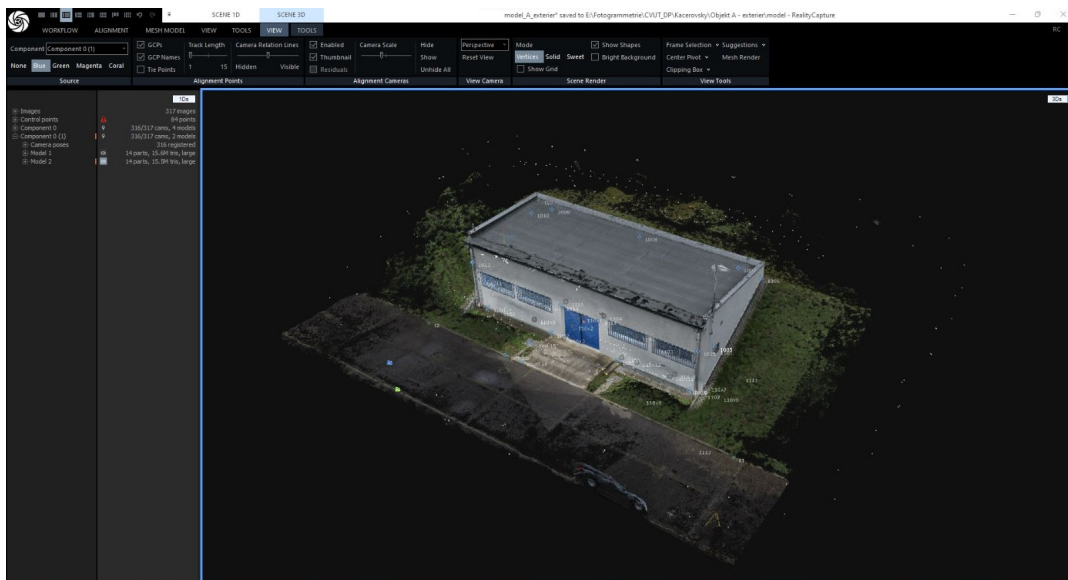 SCENE 1D SCENE 3D model_A_exterier* saved to E:\Fotogrammetrie\CVUT_DP\Kacerovsky\Objekt A - exterier\model - RealityCapture
WORKFLOW ALIGNMENT MESH MODEL VIEW TOOLS VIEW TOOLS RC
Component Component 0 (1) GCPs Track Length Camera Relation Lines Enabled Camera Scale Hide Perspective Mode Show Shapes Frame Selection Suggestions
GCP Names Thumbnail Show Reset View Vertices Solid Sweet Bright Background Center Pivot Mesh Render
None Blue Green Magenta Coral Tie Points 1 15 Hidden Visible Residuals Unhide All Show Grid Clipping Box
Source Alignment Points Alignment Cameras View Camera Scene Render View Tools
1Ds 3Ds
Images 317 images
Control points 84 points
Component 0 316/317 cams, 4 models
Component 0 (1) 316/317 cams, 2 models
Camera poses 316 registered
Model 1 14 parts, 15.6M tris, large
Model 2 14 parts, 15.5M tris, large